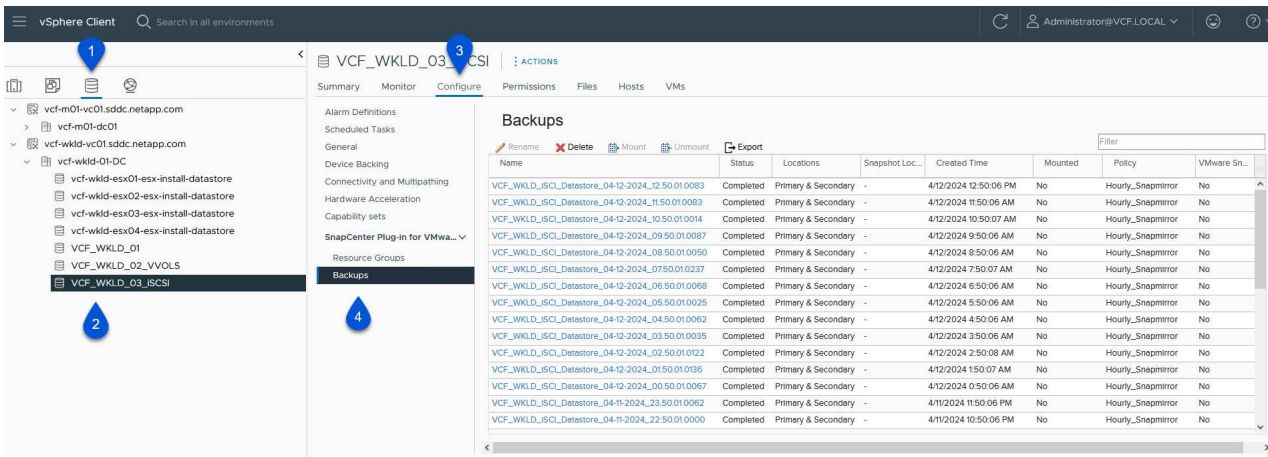 vSphere Client Search in all environments Administrator@VCF.LOCAL
1
2
3
4
vcf-m01-vc01.sddc.netapp.com
vcf-m01-dc01
vcf-wkld-vc01.sddc.netapp.com
vcf-wkld-01-DC
vcf-wkld-esx01-esx-install-datastore
vcf-wkld-esx02-esx-install-datastore
vcf-wkld-esx03-esx-install-datastore
vcf-wkld-esx04-esx-install-datastore
VCF_WKLD_01
VCF_WKLD_02_VVOLS
VCF_WKLD_03_iSCSI
VCF_WKLD_03 CSI ACTIONS
Summary Monitor Configure Permissions Files Hosts VMs
Alarm Definitions
Scheduled Tasks
General
Device Backing
Connectivity and Multipathing
Hardware Acceleration
Capability sets
SnapCenter Plug-in for VMwa...
Resource Groups
Backups
Backups
Rename Delete Mount Unmount Export Filter
Name Status Locations Snapshot Loc... Created Time Mounted Policy VMware Sn...
VCF_WKLD_iSCI_Datastore_04-12-2024_12.50.01.0083 Completed Primary & Secondary - 4/12/2024 12:50:06 PM No Hourly_Snapmirror No
VCF_WKLD_iSCI_Datastore_04-12-2024_11.50.01.0083 Completed Primary & Secondary - 4/12/2024 11:50:06 AM No Hourly_Snapmirror No
VCF_WKLD_iSCI_Datastore_04-12-2024_10.50.01.0014 Completed Primary & Secondary - 4/12/2024 10:50:07 AM No Hourly_Snapmirror No
VCF_WKLD_iSCI_Datastore_04-12-2024_09.50.01.0087 Completed Primary & Secondary - 4/12/2024 9:50:06 AM No Hourly_Snapmirror No
VCF_WKLD_iSCI_Datastore_04-12-2024_08.50.01.0050 Completed Primary & Secondary - 4/12/2024 8:50:06 AM No Hourly_Snapmirror No
VCF_WKLD_iSCI_Datastore_04-12-2024_07.50.01.0237 Completed Primary & Secondary - 4/12/2024 7:50:07 AM No Hourly_Snapmirror No
VCF_WKLD_iSCI_Datastore_04-12-2024_06.50.01.0068 Completed Primary & Secondary - 4/12/2024 6:50:06 AM No Hourly_Snapmirror No
VCF_WKLD_iSCI_Datastore_04-12-2024_05.50.01.0025 Completed Primary & Secondary - 4/12/2024 5:50:06 AM No Hourly_Snapmirror No
VCF_WKLD_iSCI_Datastore_04-12-2024_04.50.01.0062 Completed Primary & Secondary - 4/12/2024 4:50:06 AM No Hourly_Snapmirror No
VCF_WKLD_iSCI_Datastore_04-12-2024_03.50.01.0035 Completed Primary & Secondary - 4/12/2024 3:50:06 AM No Hourly_Snapmirror No
VCF_WKLD_iSCI_Datastore_04-12-2024_02.50.01.0122 Completed Primary & Secondary - 4/12/2024 2:50:08 AM No Hourly_Snapmirror No
VCF_WKLD_iSCI_Datastore_04-12-2024_01.50.01.0136 Completed Primary & Secondary - 4/12/2024 1:50:07 AM No Hourly_Snapmirror No
VCF_WKLD_iSCI_Datastore_04-12-2024_00.50.01.0067 Completed Primary & Secondary - 4/12/2024 0:50:06 AM No Hourly_Snapmirror No
VCF_WKLD_iSCI_Datastore_04-11-2024_23.50.01.0062 Completed Primary & Secondary - 4/11/2024 11:50:06 PM No Hourly_Snapmirror No
VCF_WKLD_iSCI_Datastore_04-11-2024_22.50.01.0000 Completed Primary & Secondary - 4/11/2024 10:50:06 PM No Hourly_Snapmirror No